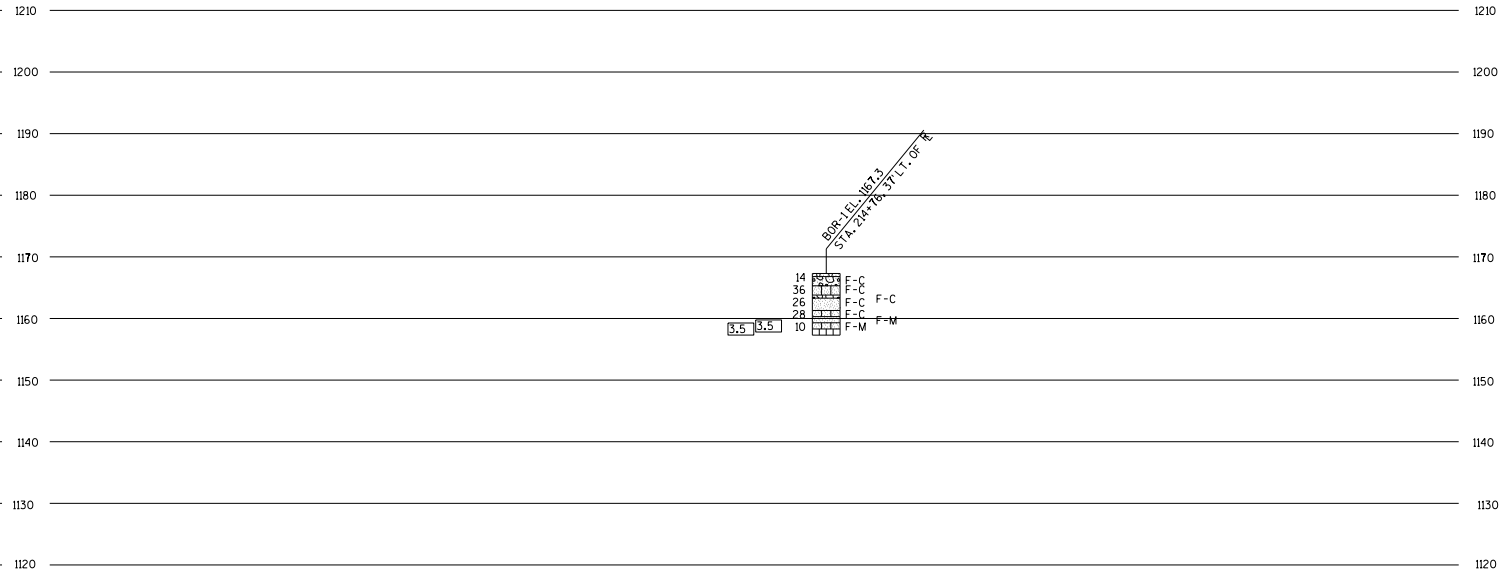 1210 1210
1200 1200
1190 1190
1180 1180
BOR-1 EL. 1167.3
STA. 214+76, 37' LT. OF ⅊
1170 1170
14 F-C
36 F-C
26 F-C F-C
28 F-C
1160 F-M 1160
3.5 3.5 10 F-M
1150 1150
1140 1140
1130 1130
1120 1120